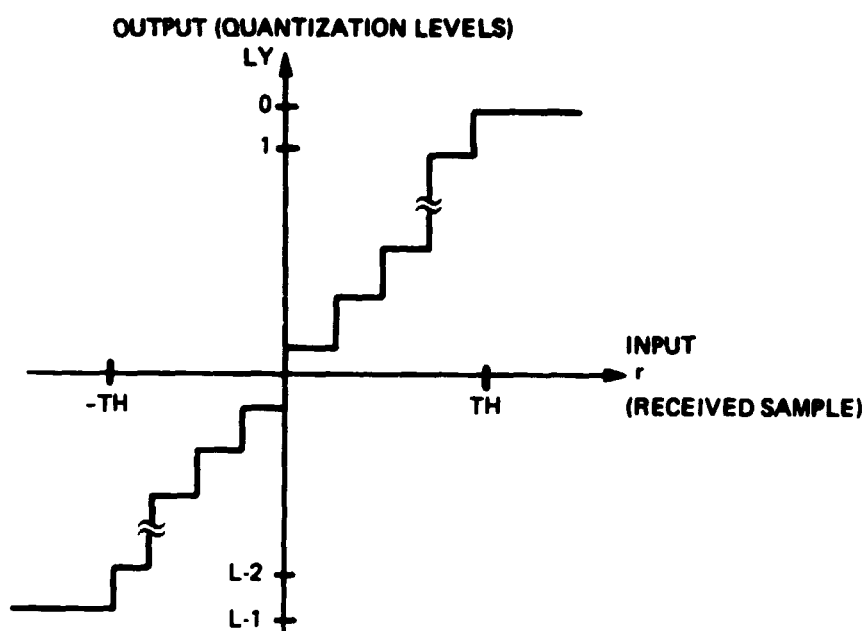 OUTPUT (QUANTIZATION LEVELS)
LY
0
1
INPUT
r
(RECEIVED SAMPLE)
-TH
TH
L-2
L-1